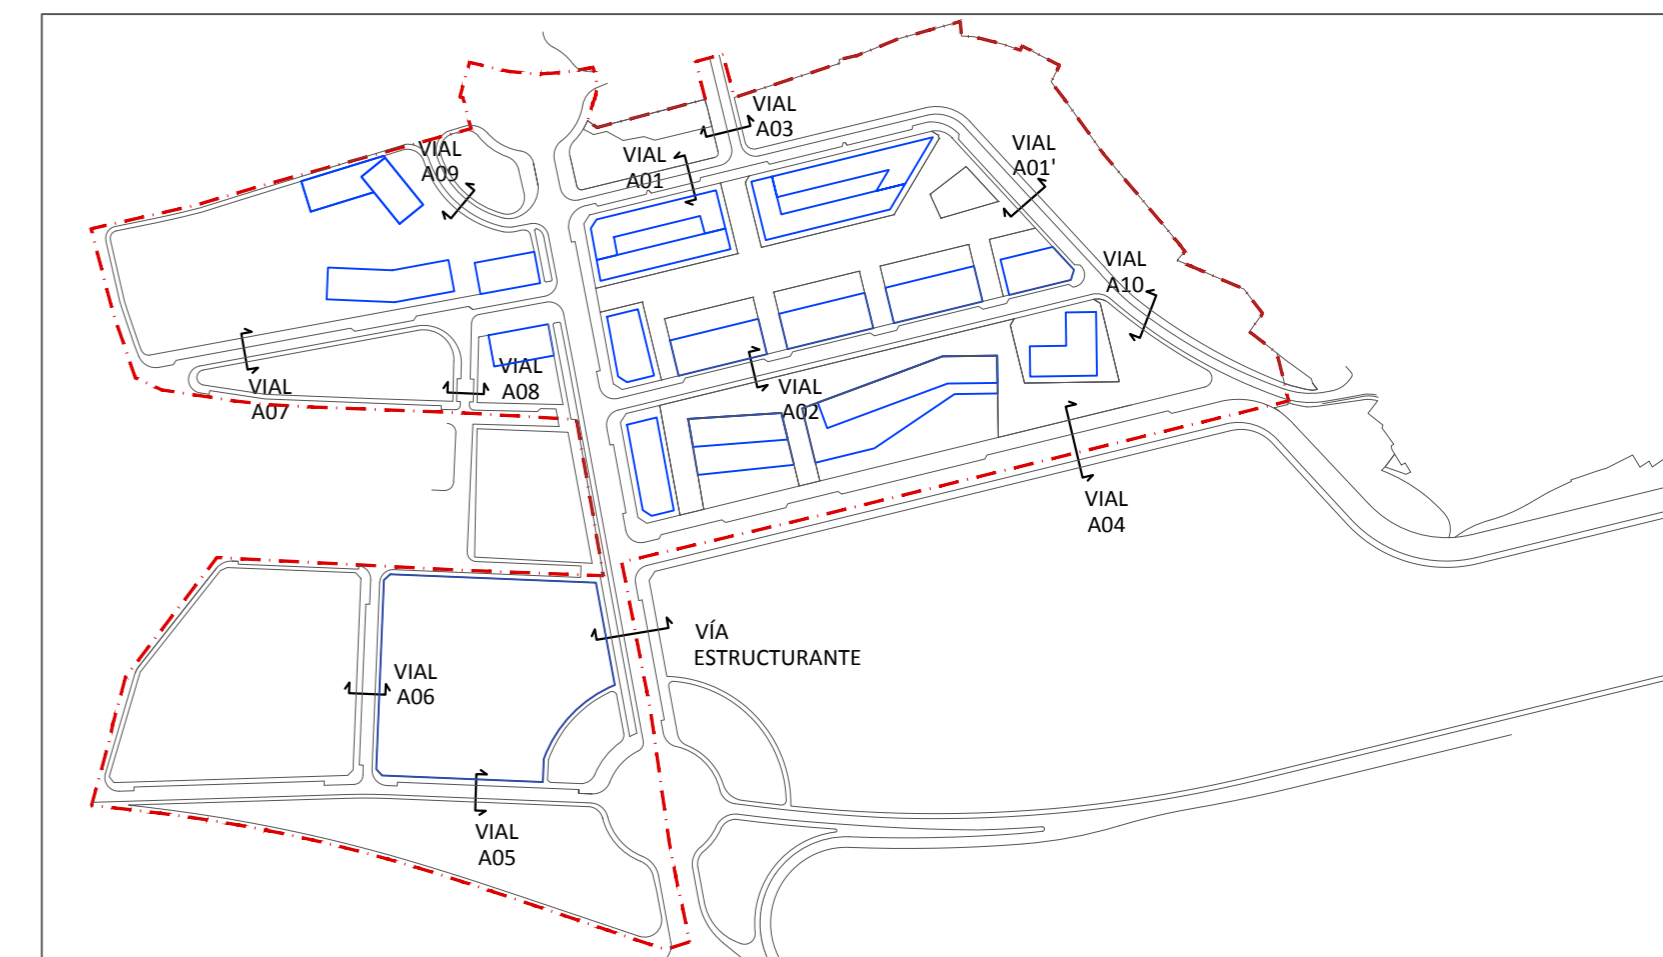 VIAL
A03
VIAL
A09
VIAL
A01
VIAL
A01'
VIAL
A10
VIAL
A07
VIAL
A08
VIAL
A02
VIAL
A04
VÍA
ESTRUCTURANTE
VIAL
A06
VIAL
A05